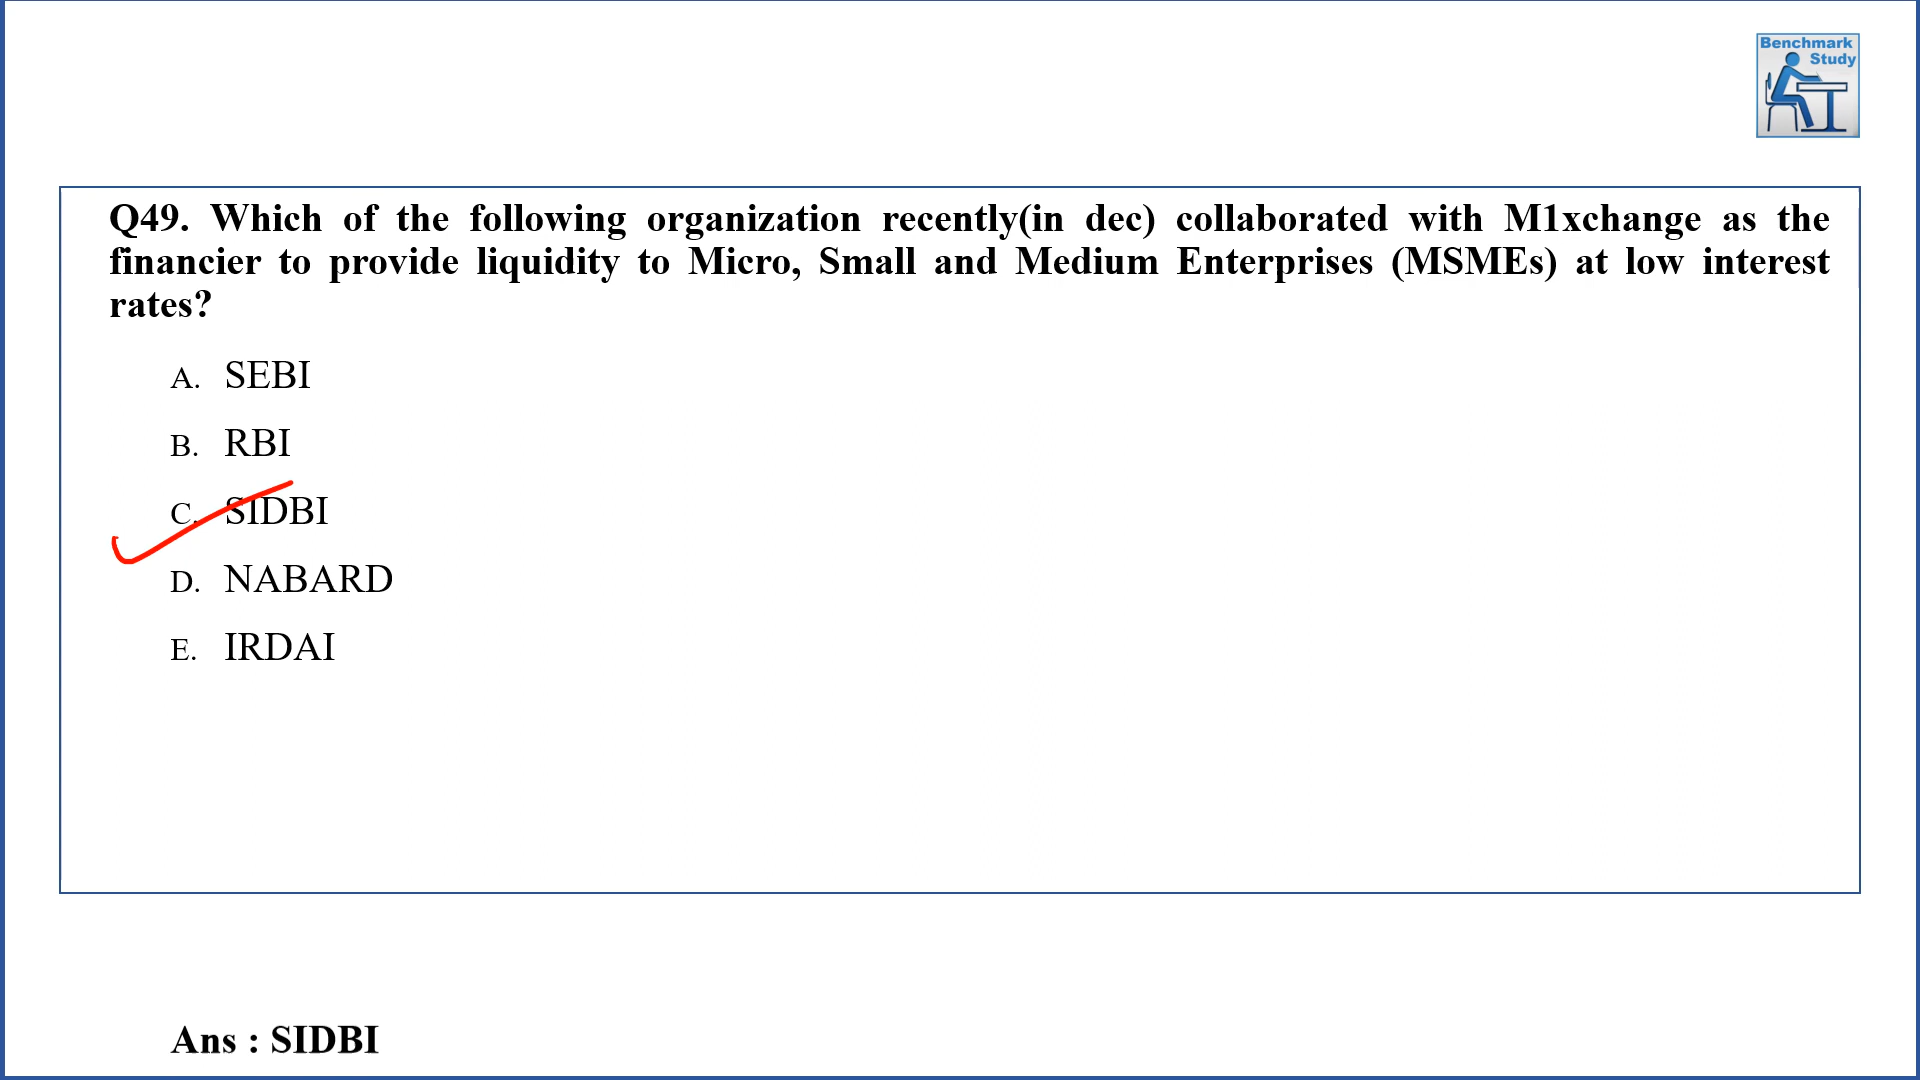 Benchmark
Study
Q49. Which of the following organization recently(in dec) collaborated with M1xchange as the
financier to provide liquidity to Micro, Small and Medium Enterprises (MSMEs) at low interest
rates?
A. SEBI
B. RBI
C. SIDBI
D. NABARD
E. IRDAI
Ans : SIDBI